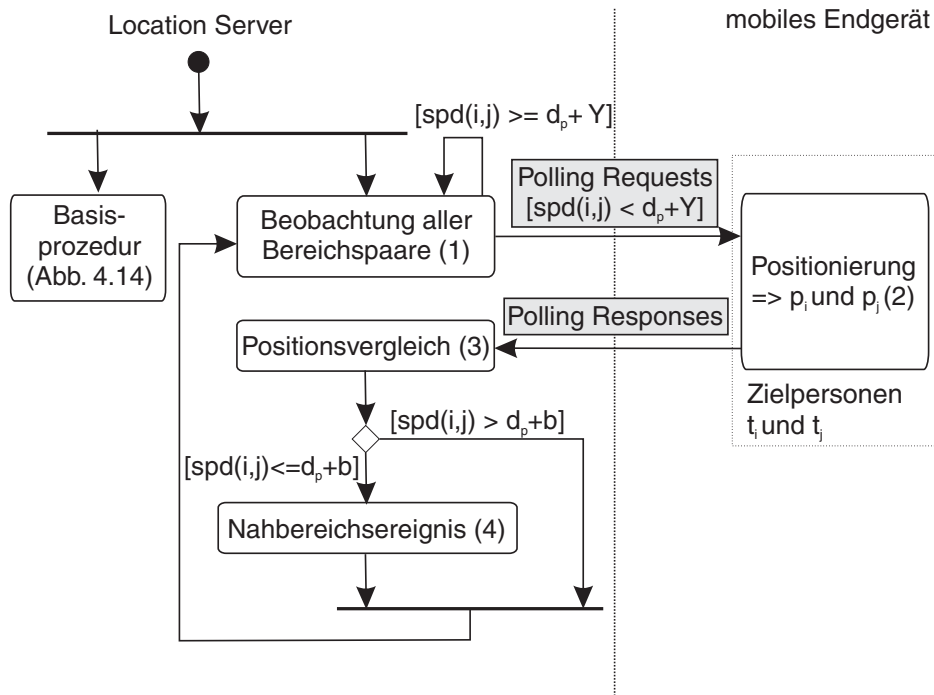 Location Server
mobiles Endgerät
[spd(i,j) >= dp+ Y]
Polling Requests
[spd(i,j) < dp+Y]
Basis-
prozedur
(Abb. 4.14)
Beobachtung aller
Bereichspaare (1)
Positionierung
=> pi und pj (2)
Polling Responses
Positionsvergleich (3)
Zielpersonen
ti und tj
[spd(i,j) > dp+b]
[spd(i,j)<=dp+b]
Nahbereichsereignis (4)